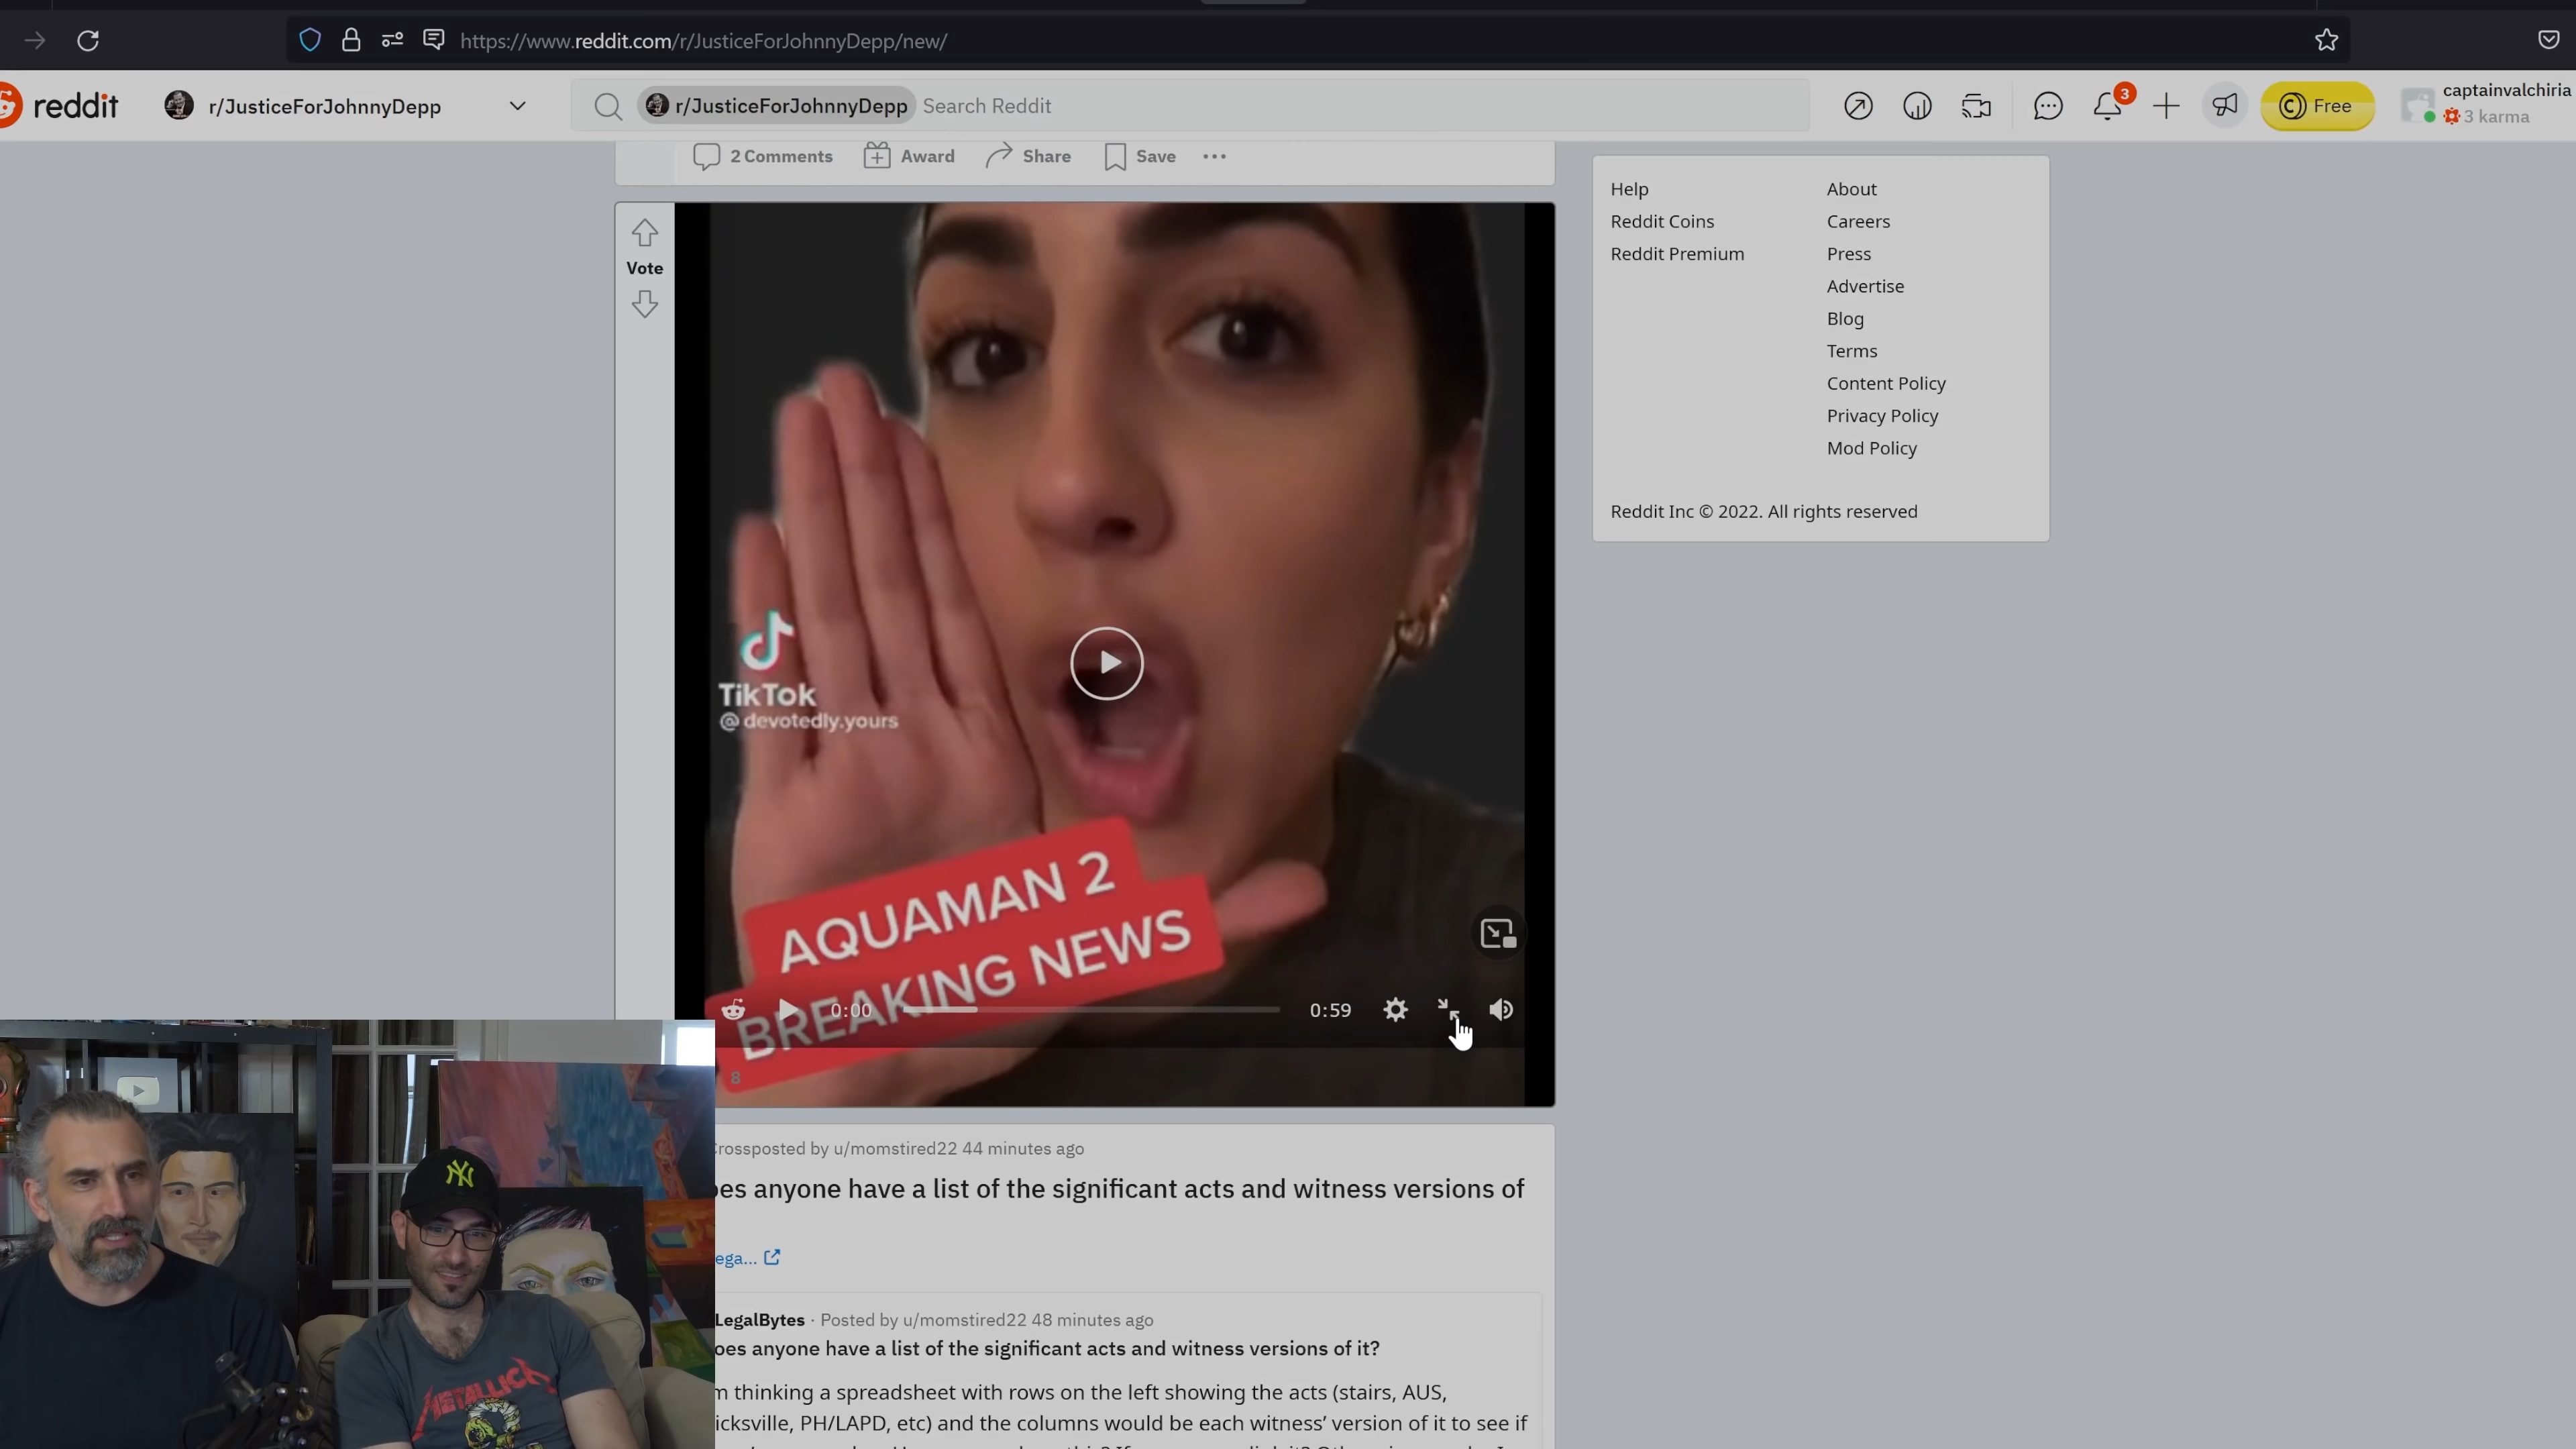 https://www.reddit.com/r/JusticeForJohnnyDepp/new/
reddit
r/JusticeForJohnnyDepp
r/JusticeForJohnnyDepp Search Reddit
3
Free
captainvalchiria
3 karma
2 Comments
Award
Share
Save
Vote
TikTok
@devotedly.yours
AQUAMAN 2
BREAKING NEWS
0:00
0:59
8
Help
Reddit Coins
Reddit Premium
About
Careers
Press
Advertise
Blog
Terms
Content Policy
Privacy Policy
Mod Policy
Reddit Inc © 2022. All rights reserved
rossposted by u/momstired22 44 minutes ago
oes anyone have a list of the significant acts and witness versions of
ega...
LegalBytes · Posted by u/momstired22 48 minutes ago
oes anyone have a list of the significant acts and witness versions of it?
m thinking a spreadsheet with rows on the left showing the acts (stairs, AUS,
icksville, PH/LAPD, etc) and the columns would be each witness' version of it to see if
NY
METALLICA